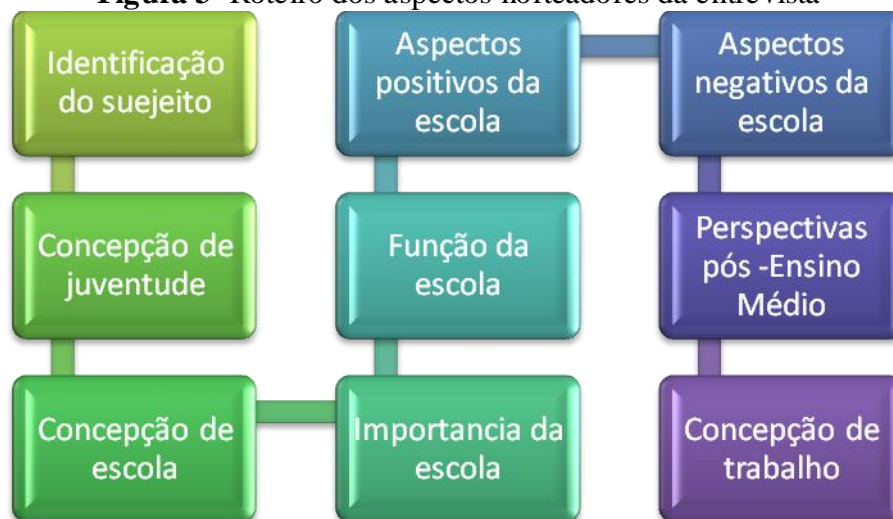 Figura 3- Roteiro dos aspectos norteadores da entrevista
Identificação
do suejeito
Concepção de
juventude
Concepção de
escola
Importancia da
escola
Função da
escola
Aspectos
positivos da
escola
Aspectos
negativos da
escola
Perspectivas
pós -Ensino
Médio
Concepção de
trabalho